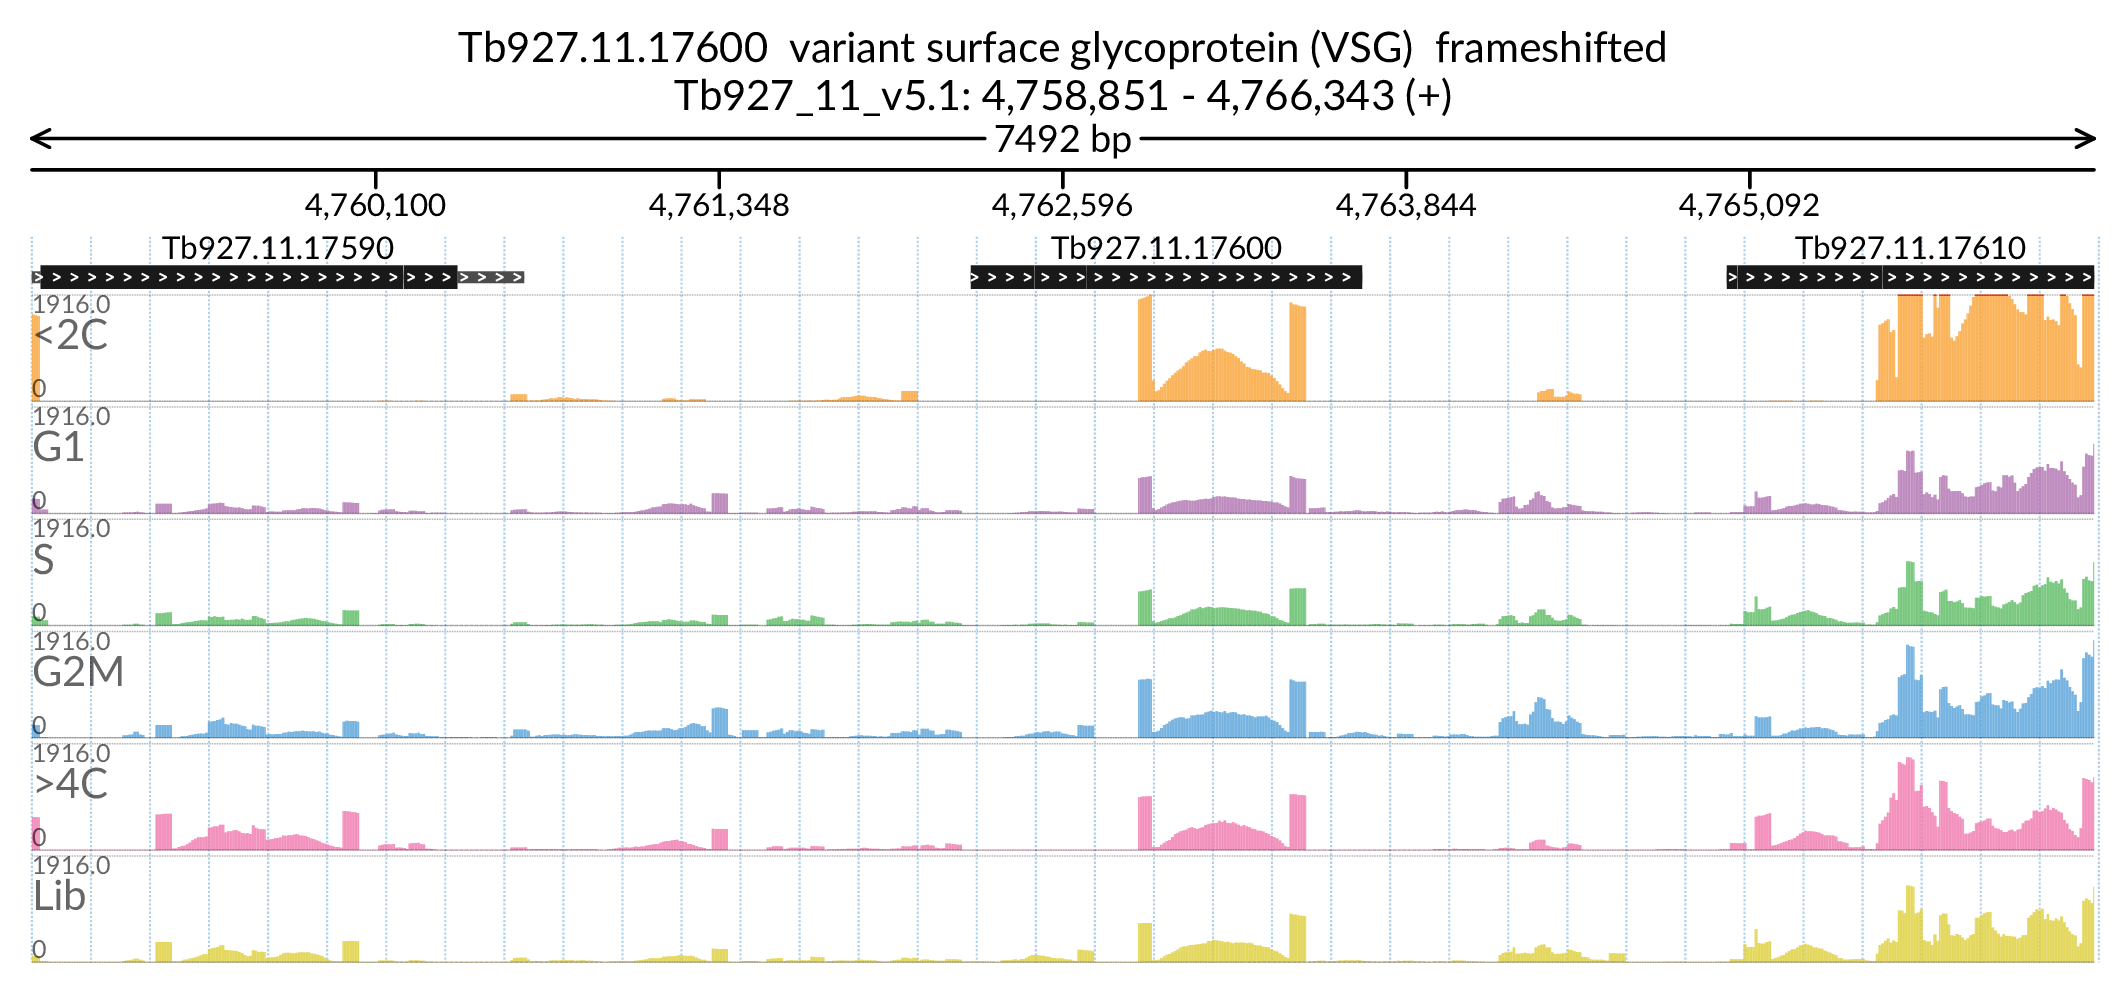 Tb927.11.17600 variant surface glycoprotein (VSG) frameshifted
Tb927_11_v5.1: 4,758,851 - 4,766,343 (+)
7492 bp
4,760,100 4,761,348 4,762,596 4,763,844 4,765,092
Tb927.11.17590 Tb927.11.17600 Tb927.11.17610
1916.0
<2C
0
1916.0
G1
0
1916.0
S
0
1916.0
G2M
0
1916.0
>4C
0
1916.0
Lib
0